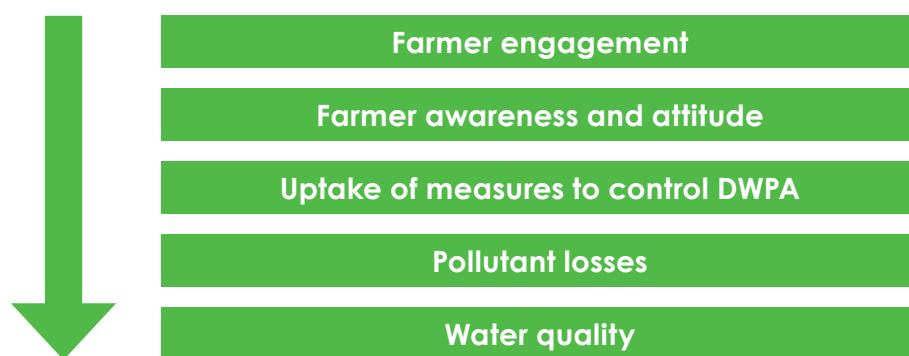 Farmer engagement
Farmer awareness and attitude
Uptake of measures to control DWPA
Pollutant losses
Water quality